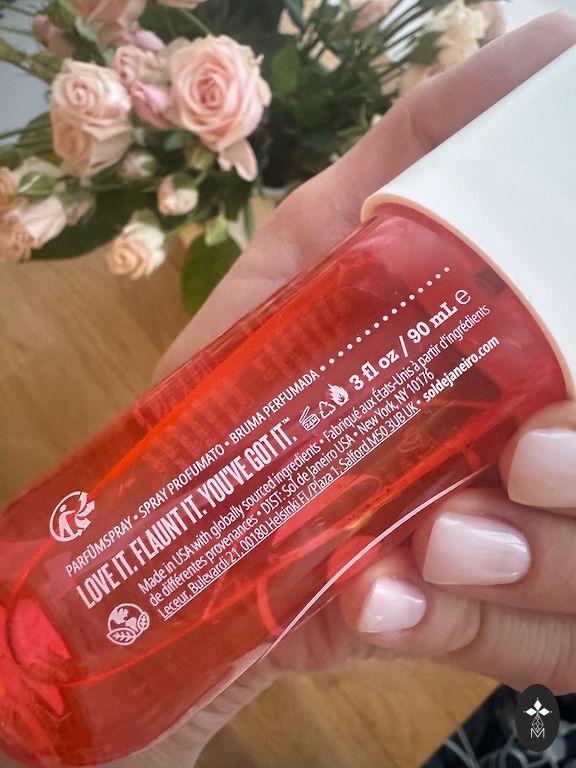 PARFÜMSPRAY • SPRAY PROFUMATO • BRUMA PERFUMADA
LOVE IT. FLAUNT IT. YOU'VE GOT IT.™ 3 fl oz / 90 mL ℮
Made in USA with globally sourced ingredients • Fabriqué aux États-Unis à partir d'ingrédients
de différentes provenances • DIST: Sol de Janeiro USA • New York, NY 10176
Leceur, Bulevardi 21, 00180 Helsinki FI / Plaza 1, Salford M50 3UB UK • soldejaneiro.com
M